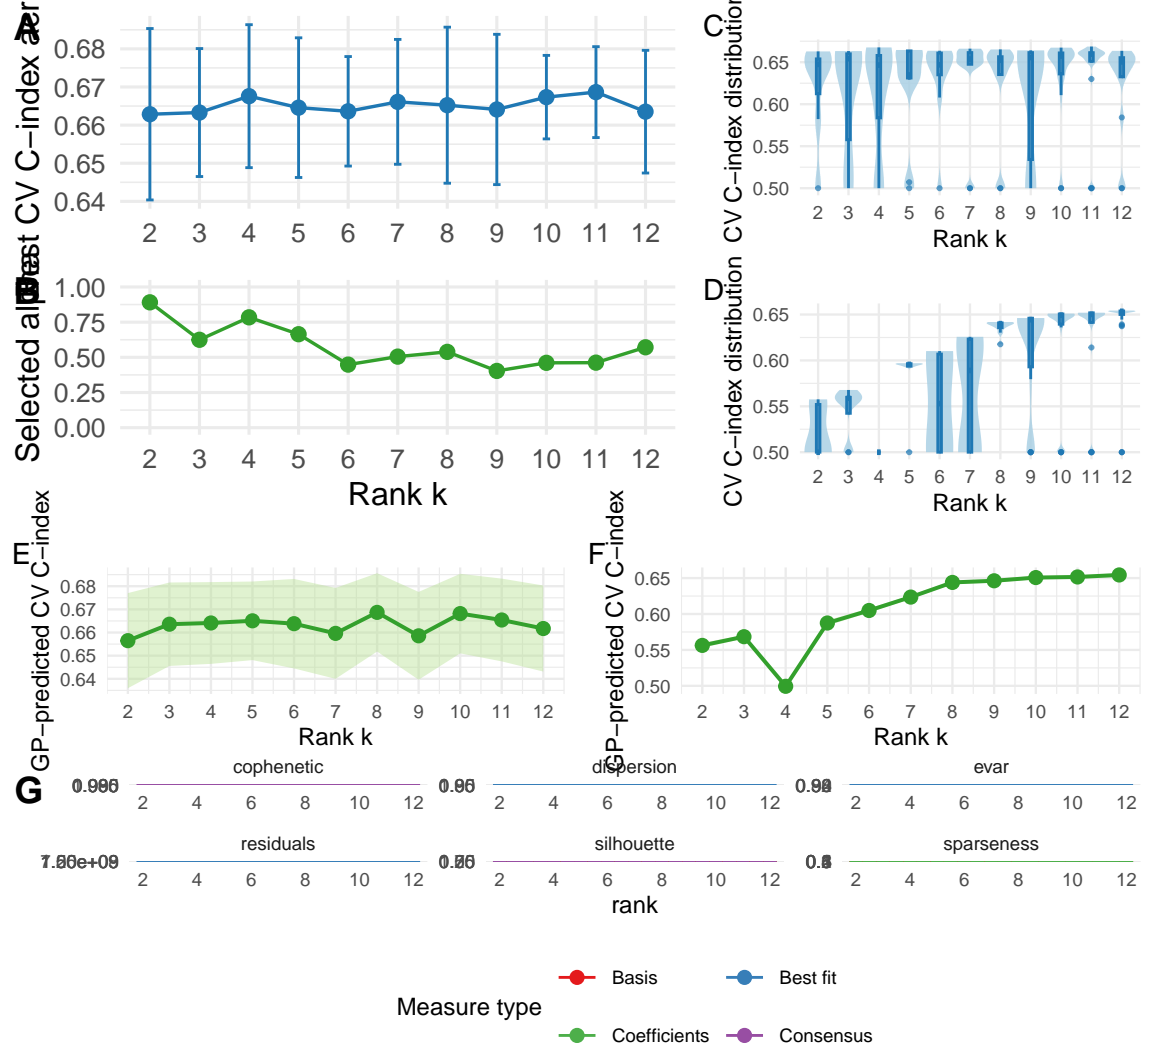 A
Best CV C−index
0.68
0.67
0.66
0.65
0.64
2 3 4 5 6 7 8 9 10 11 12
Selected
1.00
0.75
0.50
0.25
0.00
2 3 4 5 6 7 8 9 10 11 12
Rank k
C
CV C−index distribution
0.65
0.60
0.55
0.50
2 3 4 5 6 7 8 9 10 11 12
Rank k
D
CV C−index distribution
0.65
0.60
0.55
0.50
2 3 4 5 6 7 8 9 10 11 12
Rank k
E
GP−predicted CV C−index
0.68
0.67
0.66
0.65
0.64
2 3 4 5 6 7 8 9 10 11 12
Rank k
F
GP−predicted CV C−index
0.65
0.60
0.55
0.50
2 3 4 5 6 7 8 9 10 11 12
Rank k
G
cophenetic dispersion evar
2 4 6 8 10 12 2 4 6 8 10 12 2 4 6 8 10 12
residuals silhouette sparseness
2 4 6 8 10 12 2 4 6 8 10 12 2 4 6 8 10 12
rank
Measure type
Basis Best fit
Coefficients Consensus